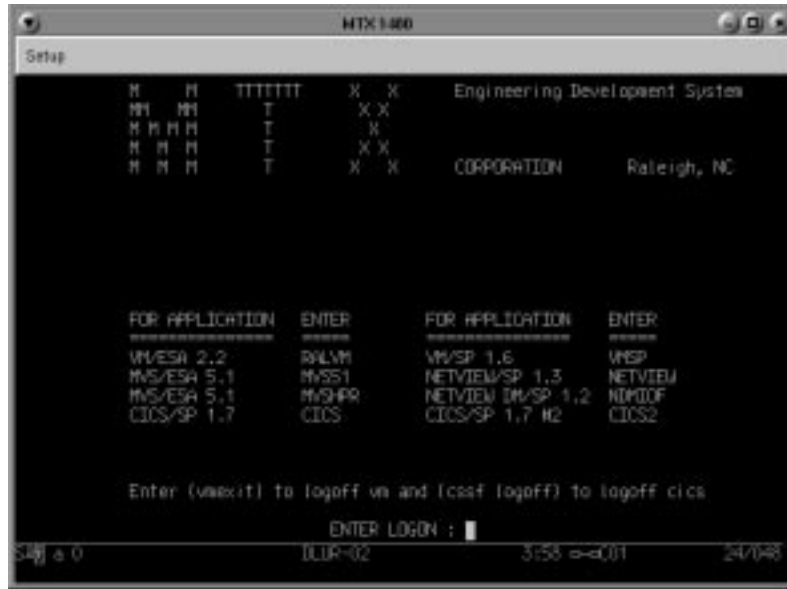 MTX 1400
Setup
M M TTTTTTT X X Engineering Development System
MM MM T X X
M M M M T X
M M M T X X
M M M T X X CORPORATION Raleigh, NC
FOR APPLICATION ENTER FOR APPLICATION ENTER
=============== ===== =============== =====
VM/ESA 2.2 RALVM VM/SP 1.6 VMSP
MVS/ESA 5.1 MVS51 NETVIEW/SP 1.3 NETVIEW
MVS/ESA 5.1 MVSHPR NETVIEW DM/SP 1.2 NDMIOF
CICS/SP 1.7 CICS CICS/SP 1.7 #2 CICS2
Enter (vmexit) to logoff vm and (cssf logoff) to logoff cics
ENTER LOGON :
a 0 DLUR-02 3:58 C01 24/048